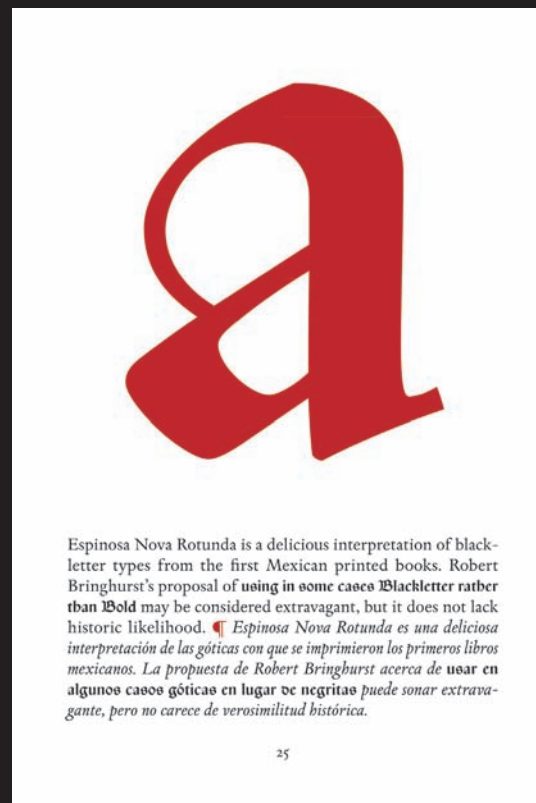 a
Espinosa Nova Rotunda is a delicious interpretation of black-
letter types from the first Mexican printed books. Robert
Bringhurst’s proposal of using in some cases Blackletter rather
than Bold may be considered extravagant, but it does not lack
historic likelihood. ¶ Espinosa Nova Rotunda es una deliciosa
interpretación de las góticas con que se imprimieron los primeros libros
mexicanos. La propuesta de Robert Bringhurst acerca de usar en
algunos casos góticas en lugar de negritas puede sonar extrava-
gante, pero no carece de verosimilitud histórica.
25